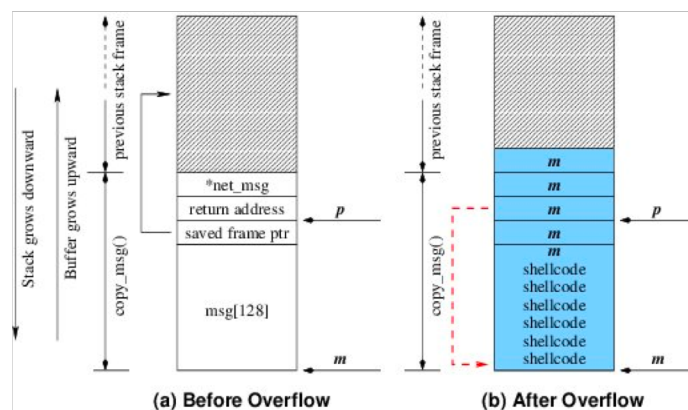 Stack grows downward
Buffer grows upward
previous stack frame
copy_msg()
*net_msg
return address
saved frame ptr
msg[128]
p
m
(a) Before Overflow
previous stack frame
copy_msg()
m
m
m
m
m
shellcode
shellcode
shellcode
shellcode
shellcode
shellcode
p
m
(b) After Overflow